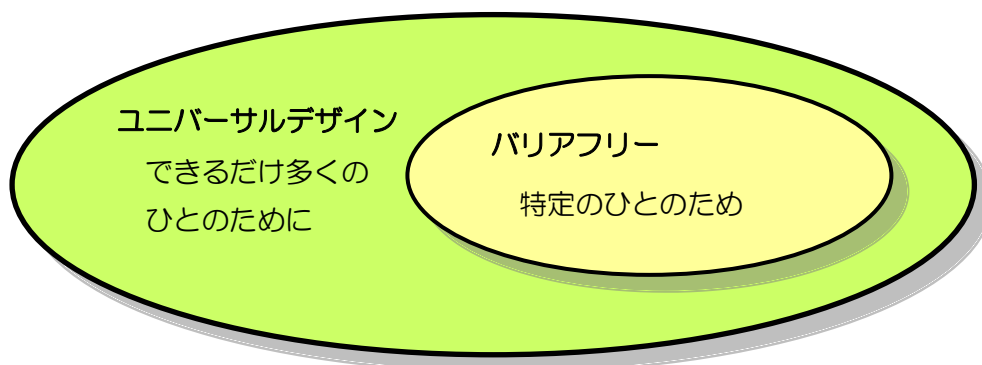 ユニバーサルデザイン
できるだけ多くの
ひとのために
バリアフリー
特定のひとのため